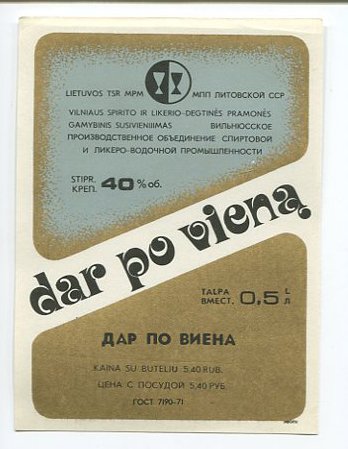 LIETUVOS TSR MPM МПП ЛИТОВСКОЙ ССР
VILNIAUS SPIRITO IR LIKERIO-DEGTINĖS PRAMONĖS
GAMYBINIS SUSIVIENIJIMAS ВИЛЬНЮССКОЕ
ПРОИЗВОДСТВЕННОЕ ОБЪЕДИНЕНИЕ СПИРТОВОЙ
И ЛИКЕРО-ВОДОЧНОЙ ПРОМЫШЛЕННОСТИ
STIPR.
КРЕП. 40 % об.
dar po vieną
TALPA
ВМЕСТ. 0,5 L
Л
ДАР ПО ВИЕНА
KAINA SU BUTELIU 5,40 RUB.
ЦЕНА С ПОСУДОЙ 5,40 РУБ.
ГОСТ 7190-71